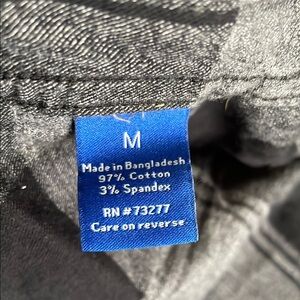 M
Made in Bangladesh
97% Cotton
3% Spandex
RN#73277
Care on reverse